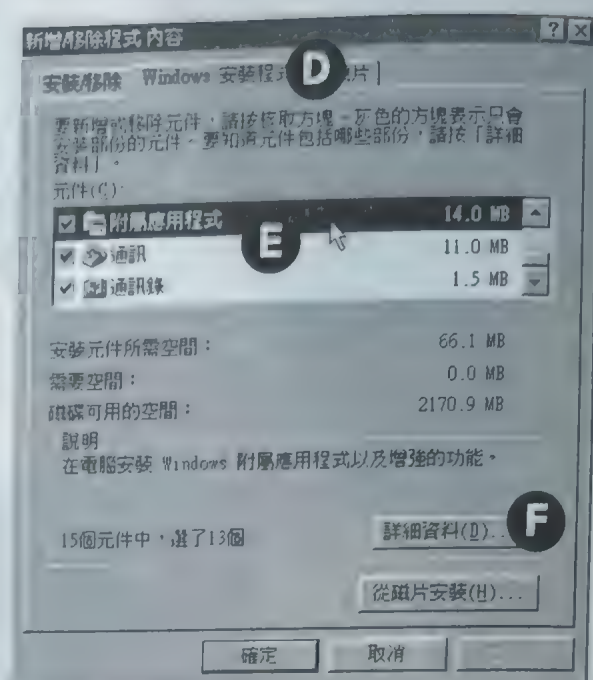 新增/移除程式 內容
安裝/移除 Windows 安裝程式 D 片
要新增或移除元件，請按核取方塊。灰色的方塊表示只會
安裝部份的元件。要知道元件包括哪些部份，請按「詳細
資料」。
元件(C):
附屬應用程式 14.0 MB
E
通訊 11.0 MB
通訊錄 1.5 MB
安裝元件所需空間： 66.1 MB
需要空間： 0.0 MB
磁碟可用的空間： 2170.9 MB
說明
在電腦安裝 Windows 附屬應用程式以及增強的功能。
15個元件中，選了13個
詳細資料(D)... F
從磁片安裝(H)...
確定 取消